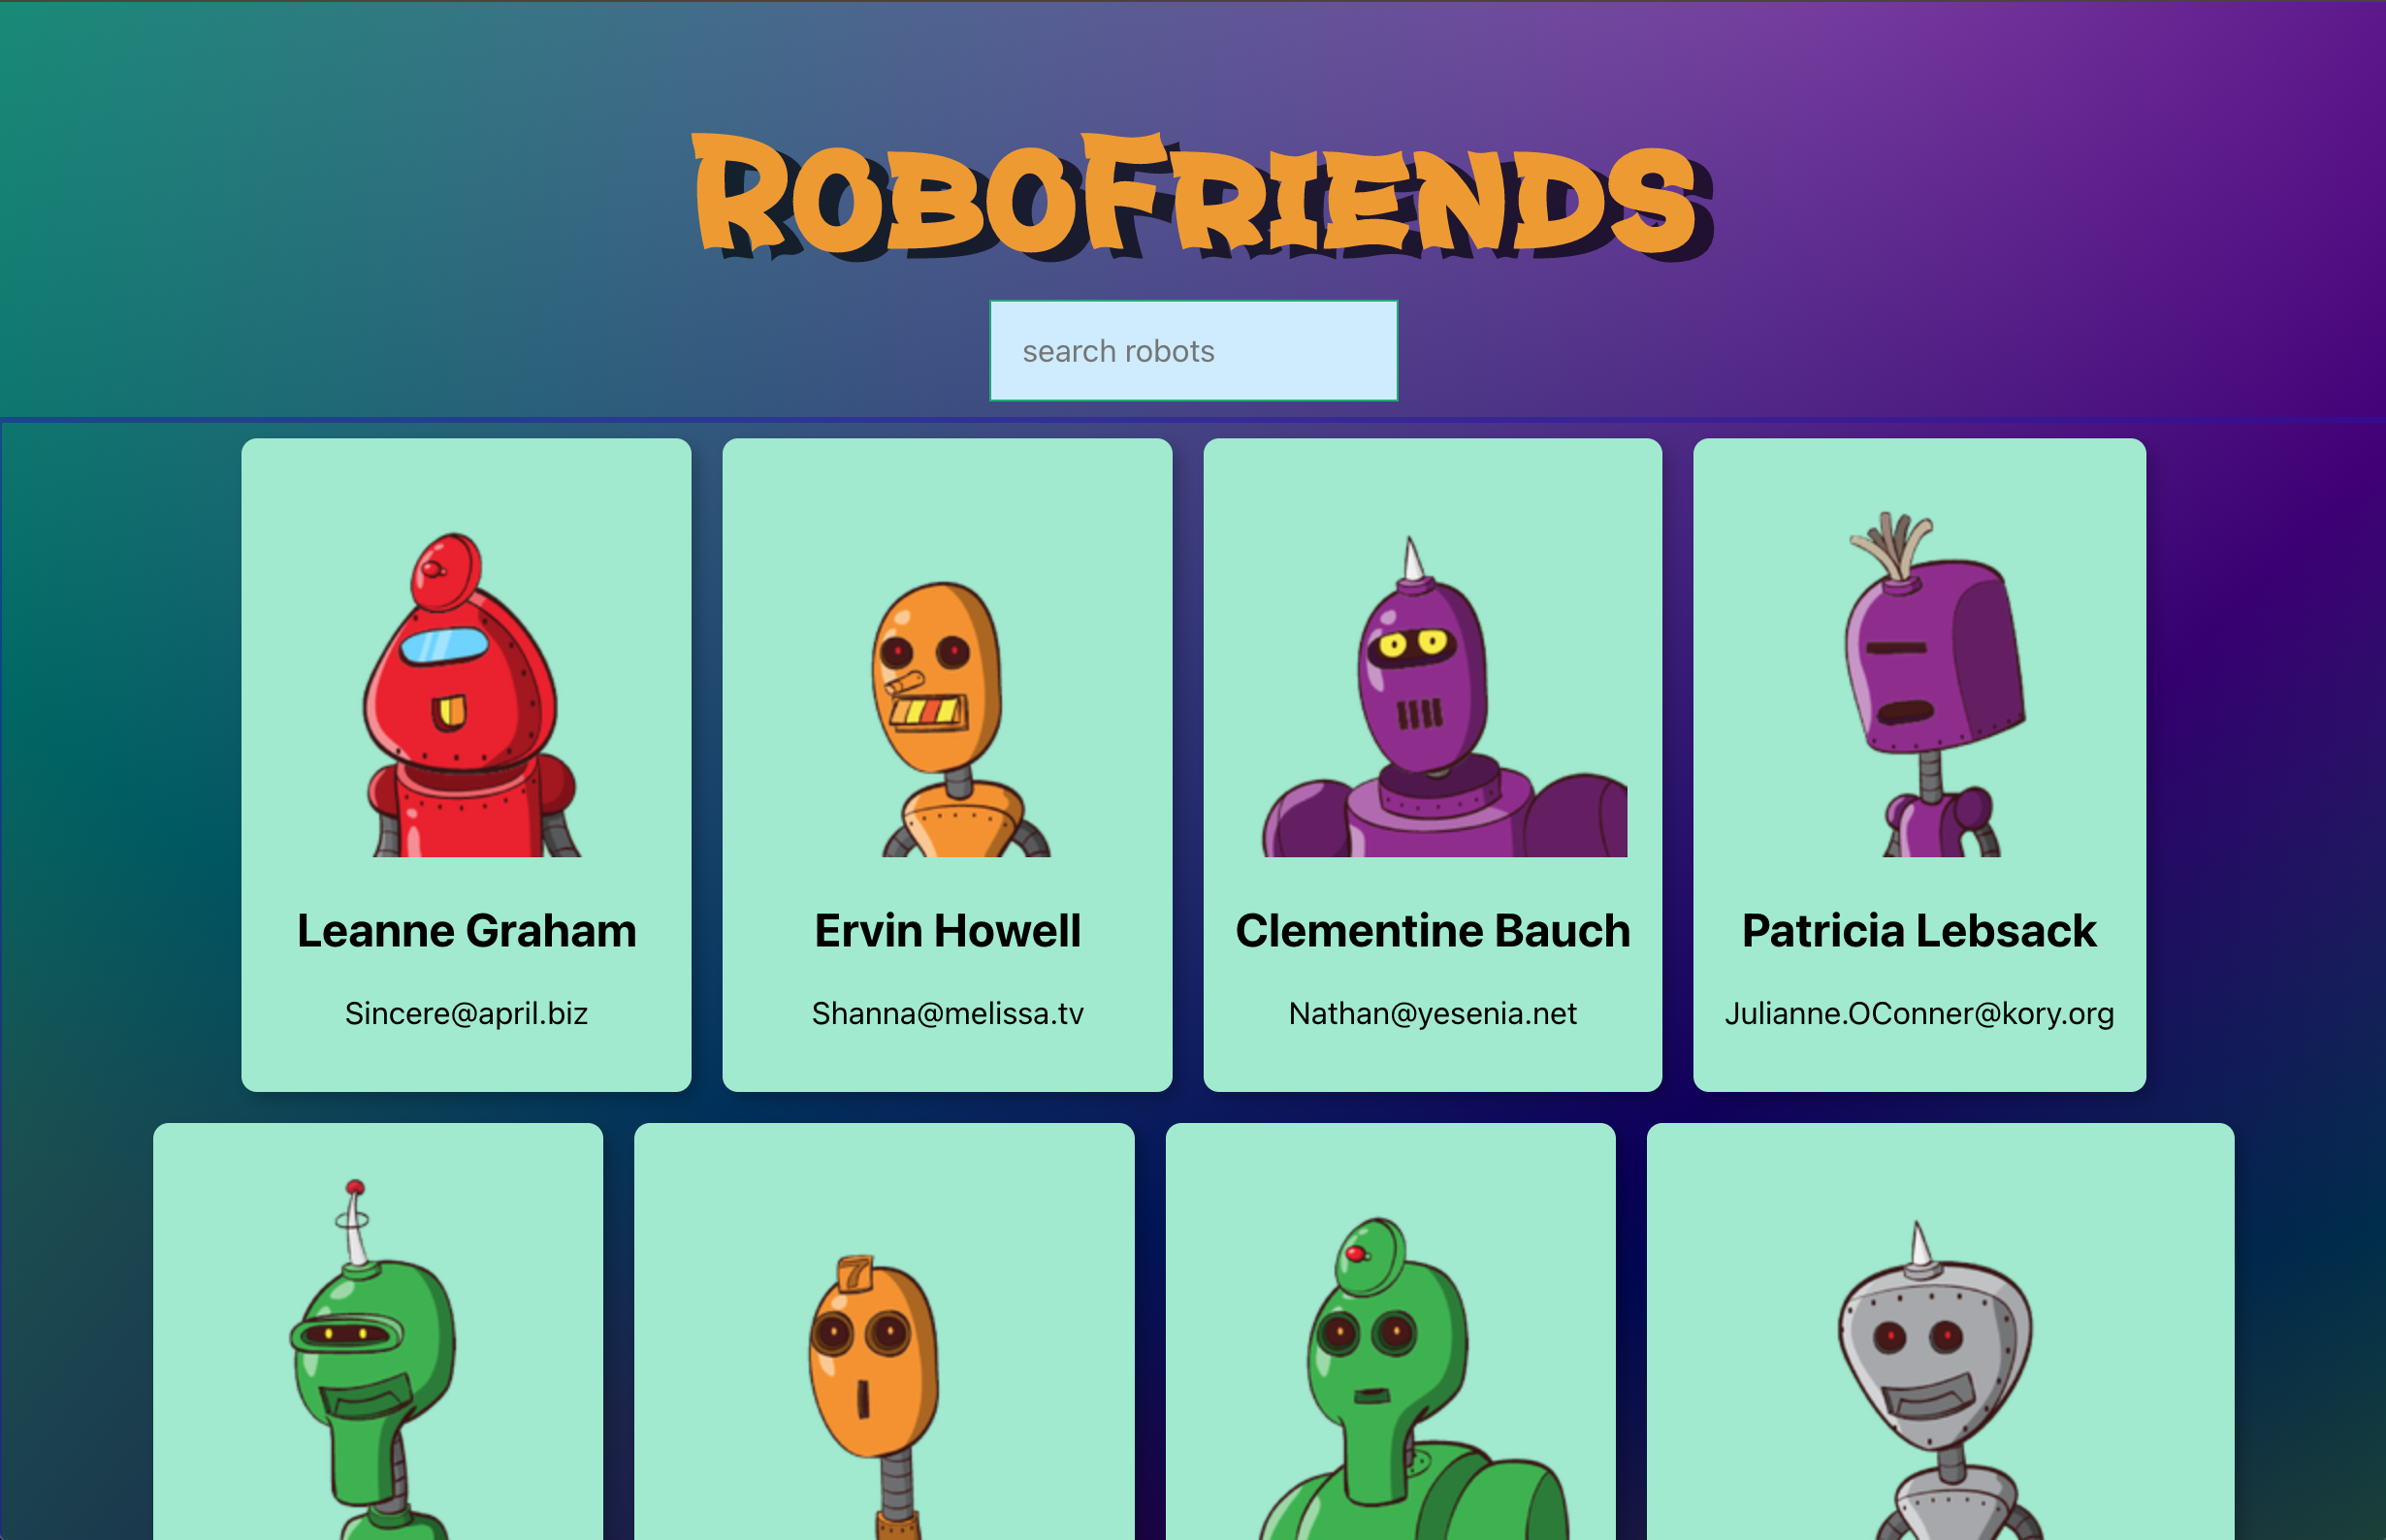 RoboFriends
search robots
Leanne Graham
Ervin Howell
Clementine Bauch
Patricia Lebsack
Sincere@april.biz
Shanna@melissa.tv
Nathan@yesenia.net
Julianne.OConner@kory.org
7